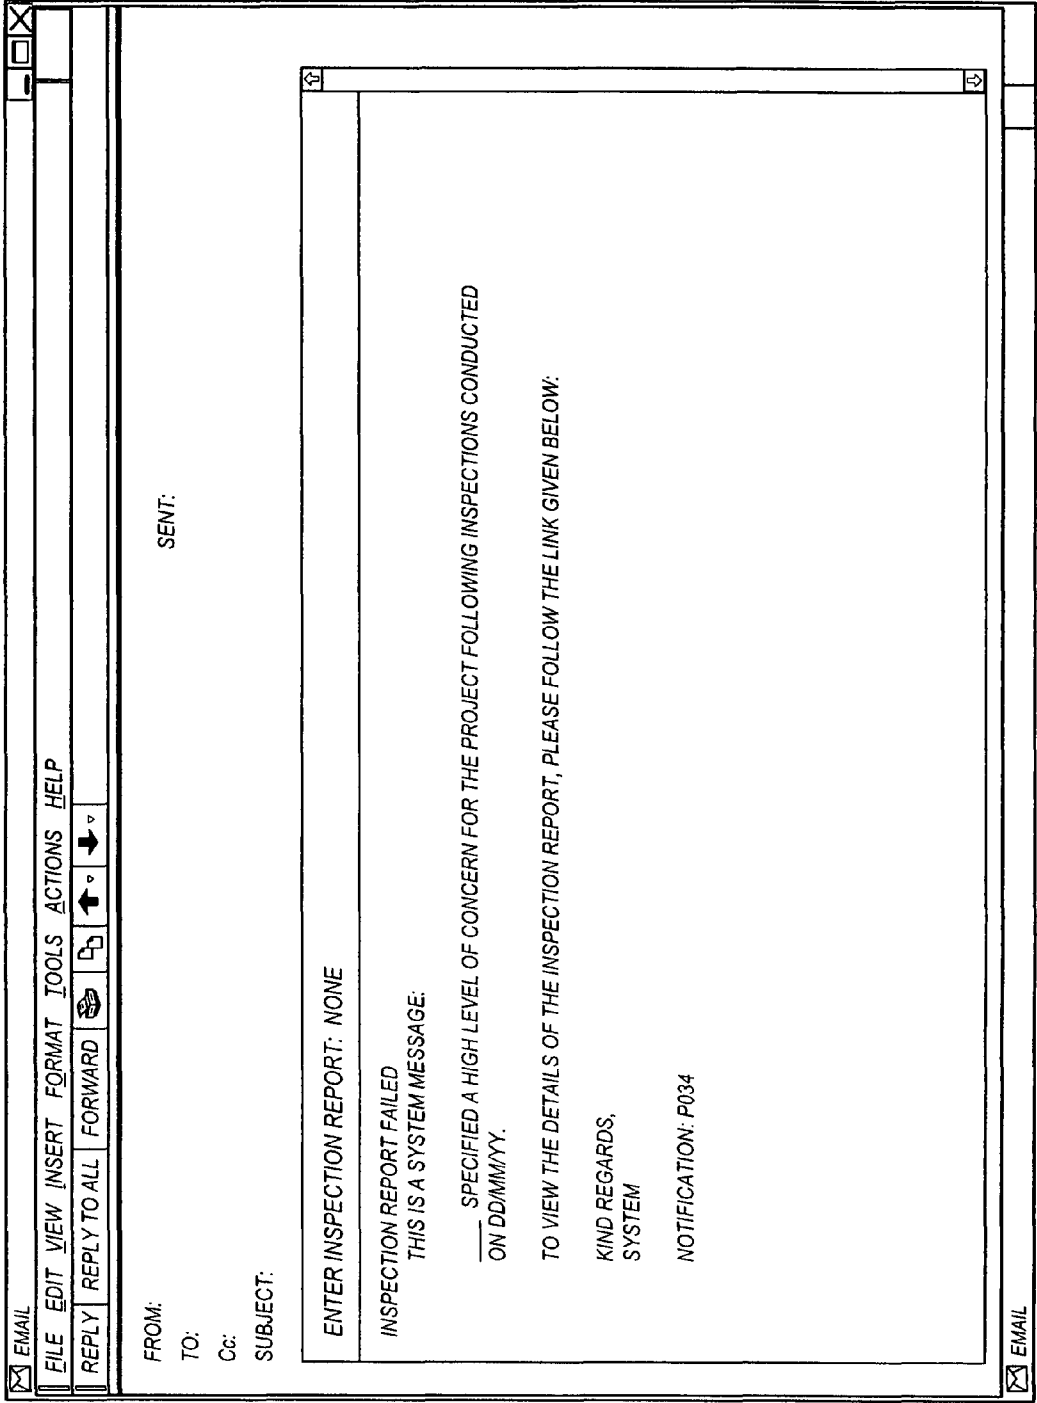 EMAIL
FILE EDIT VIEW INSERT FORMAT TOOLS ACTIONS HELP
REPLY REPLY TO ALL FORWARD
FROM:
SENT:
TO:
Cc:
SUBJECT:
ENTER INSPECTION REPORT: NONE
INSPECTION REPORT FAILED
THIS IS A SYSTEM MESSAGE:
___ SPECIFIED A HIGH LEVEL OF CONCERN FOR THE PROJECT FOLLOWING INSPECTIONS CONDUCTED
ON DD/MM/YY.
TO VIEW THE DETAILS OF THE INSPECTION REPORT, PLEASE FOLLOW THE LINK GIVEN BELOW:
KIND REGARDS,
SYSTEM
NOTIFICATION: P034
EMAIL